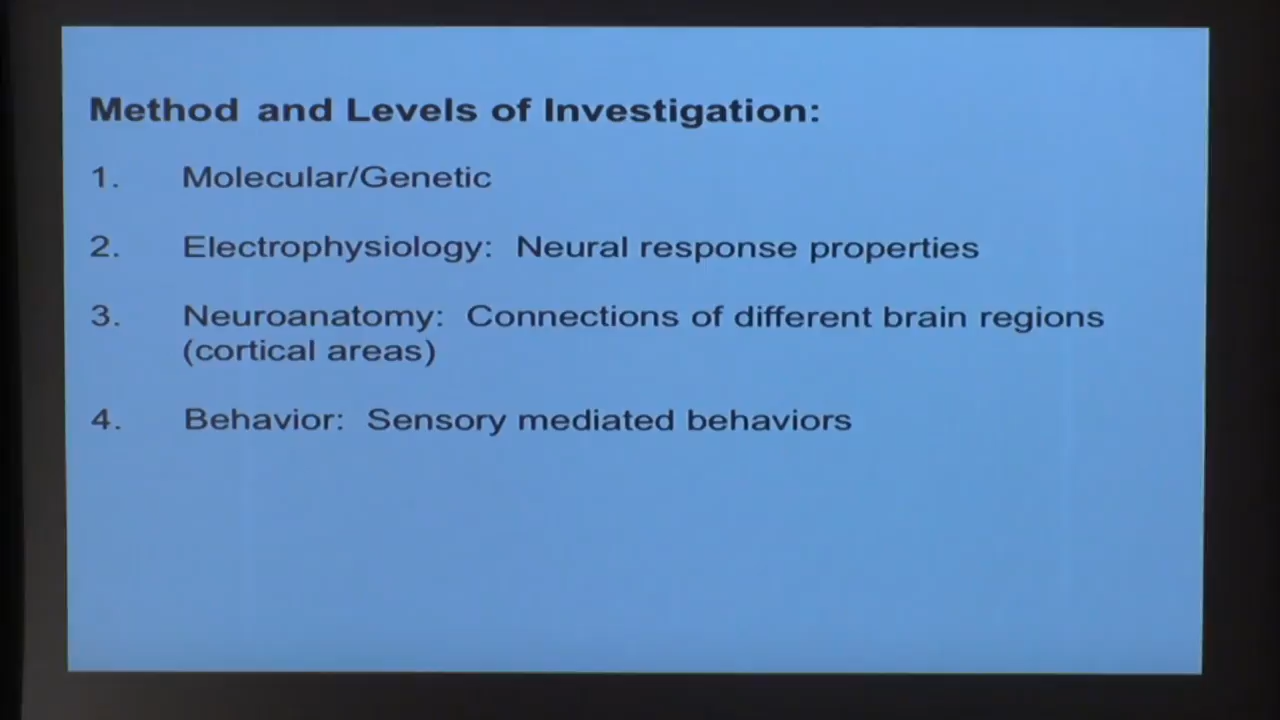 Method and Levels of Investigation:
1. Molecular/Genetic
2. Electrophysiology: Neural response properties
3. Neuroanatomy: Connections of different brain regions
(cortical areas)
4. Behavior: Sensory mediated behaviors